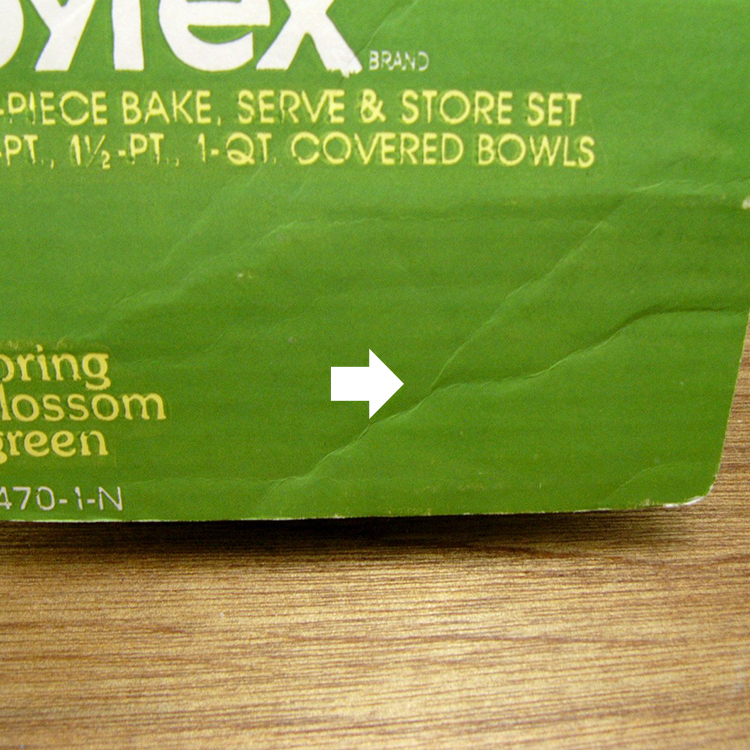 pyrex BRAND
-PIECE BAKE, SERVE & STORE SET
-PT., 1½-PT., 1-QT. COVERED BOWLS
pring
lossom
green
470-1-N